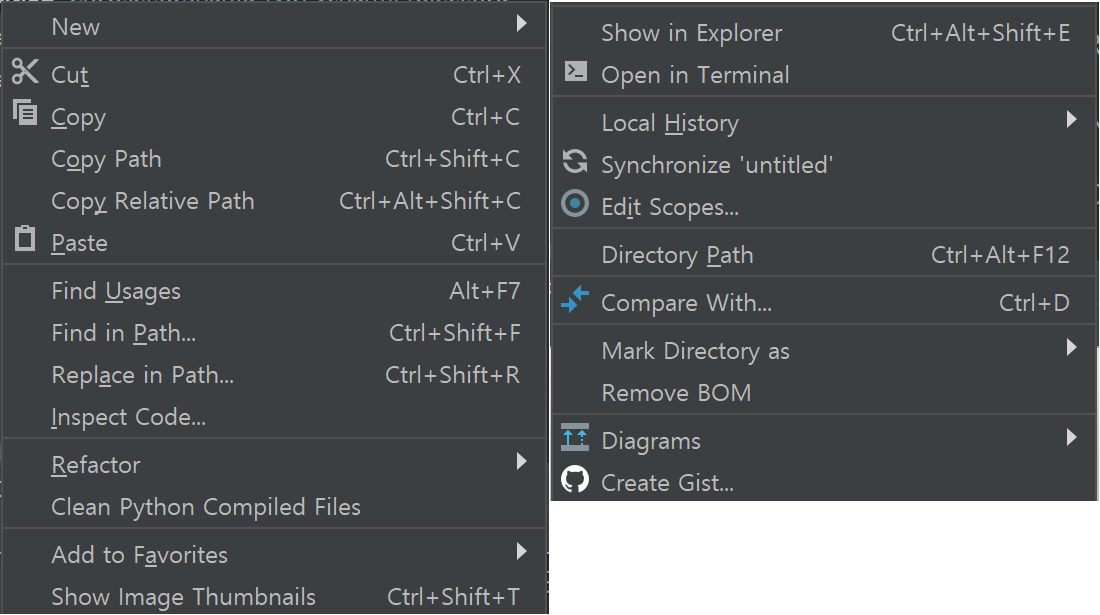 New
Cut Ctrl+X
Copy Ctrl+C
Copy Path Ctrl+Shift+C
Copy Relative Path Ctrl+Alt+Shift+C
Paste Ctrl+V
Find Usages Alt+F7
Find in Path... Ctrl+Shift+F
Replace in Path... Ctrl+Shift+R
Inspect Code...
Refactor
Clean Python Compiled Files
Add to Favorites
Show Image Thumbnails Ctrl+Shift+T
Show in Explorer Ctrl+Alt+Shift+E
Open in Terminal
Local History
Synchronize 'untitled'
Edit Scopes...
Directory Path Ctrl+Alt+F12
Compare With... Ctrl+D
Mark Directory as
Remove BOM
Diagrams
Create Gist...